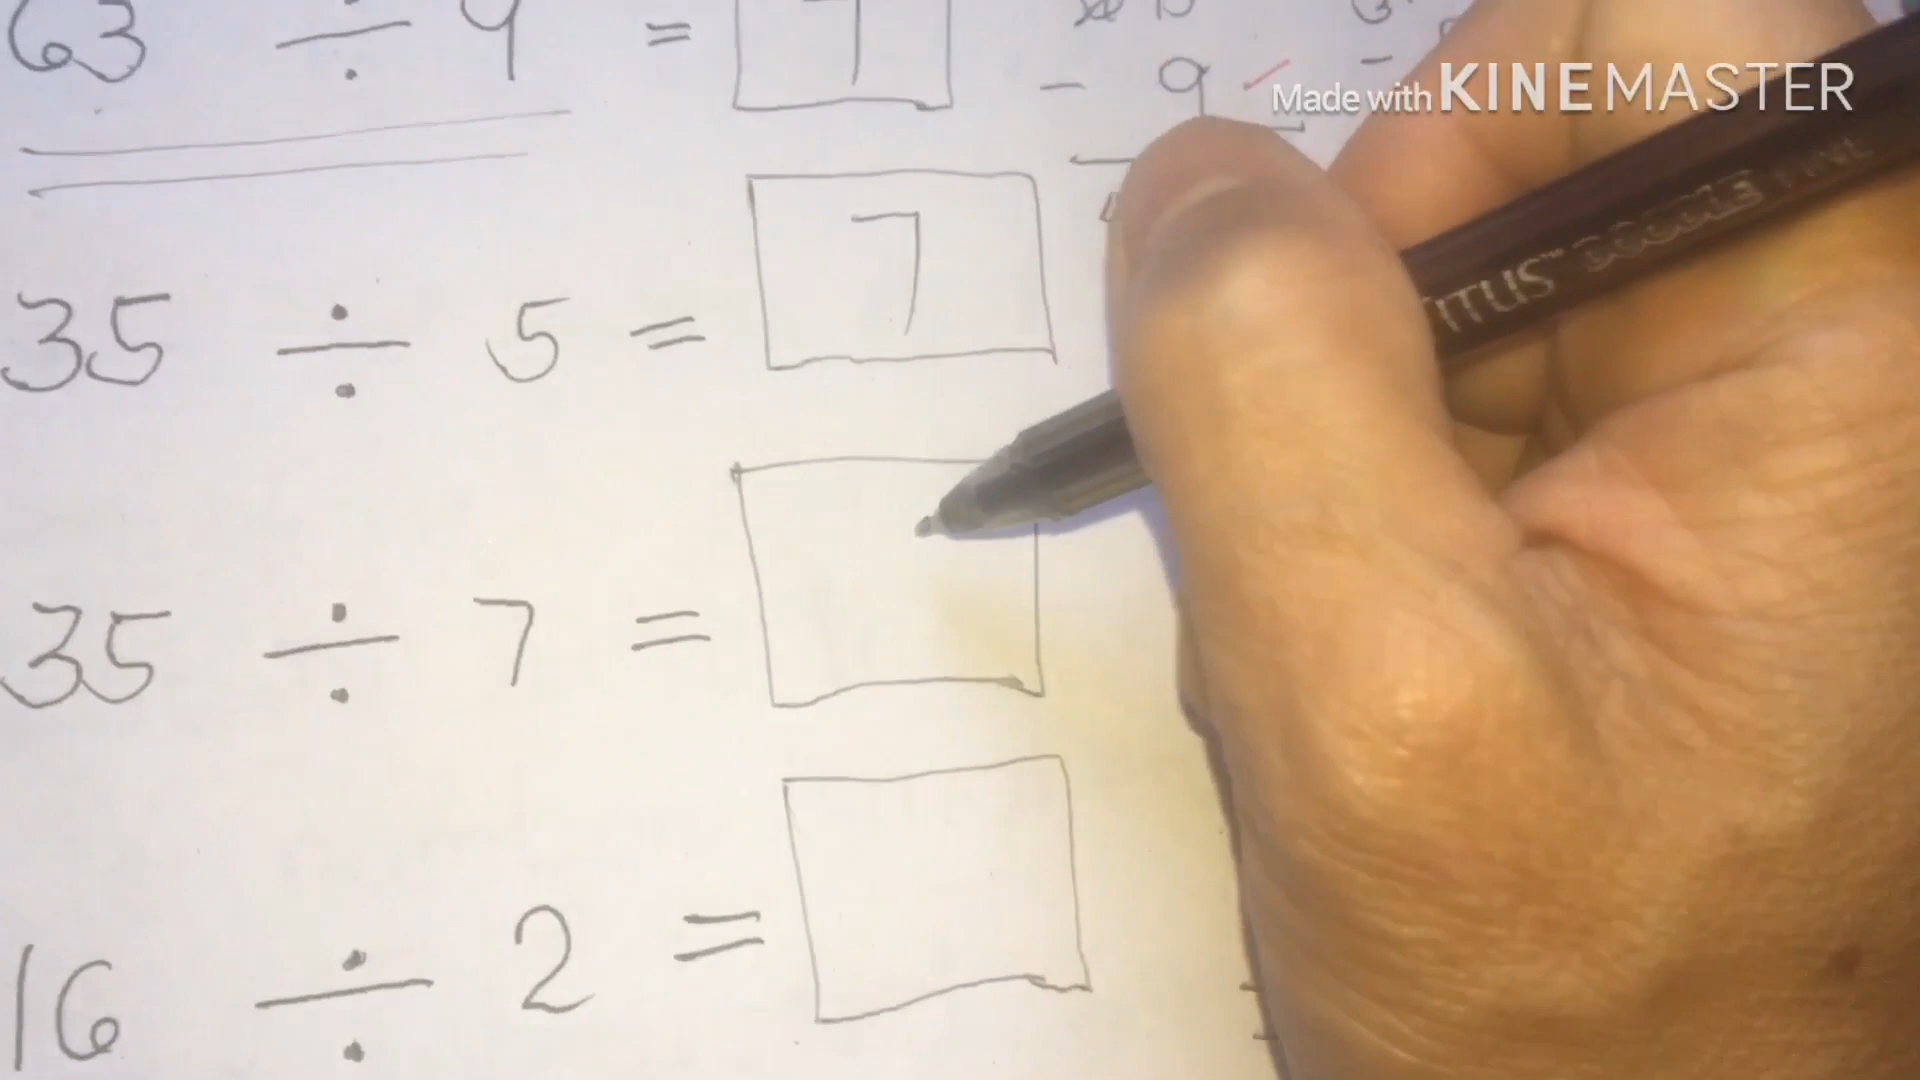 63 ÷ 9 = 7
- 9
Made with KINEMASTER
35 ÷ 5 = 7
TITUS
35 ÷ 7 =
16 ÷ 2 =